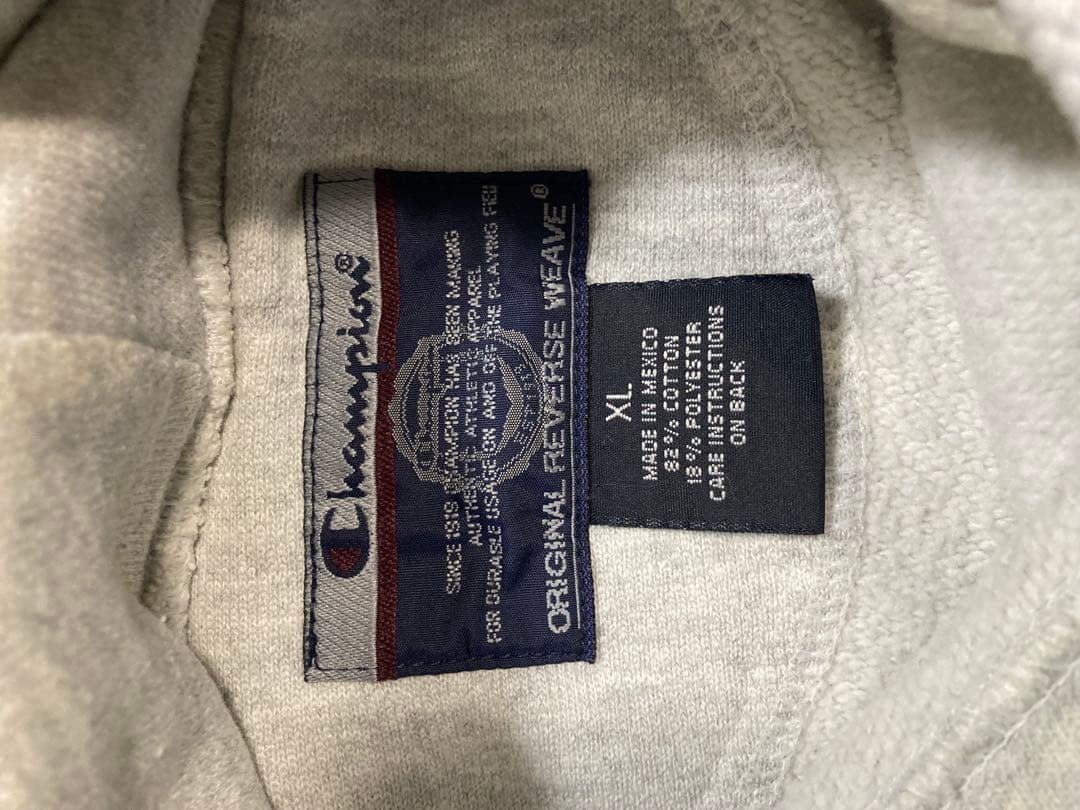 Champion®
SINCE 1919 CHAMPION HAS BEEN MAKING
AUTHENTIC ATHLETIC APPAREL
FOR DURABLE USAGE ON AND OFF THE PLAYING FIELD
ORIGINAL REVERSE WEAVE®
XL
MADE IN MEXICO
82% COTTON
18% POLYESTER
CARE INSTRUCTIONS
ON BACK